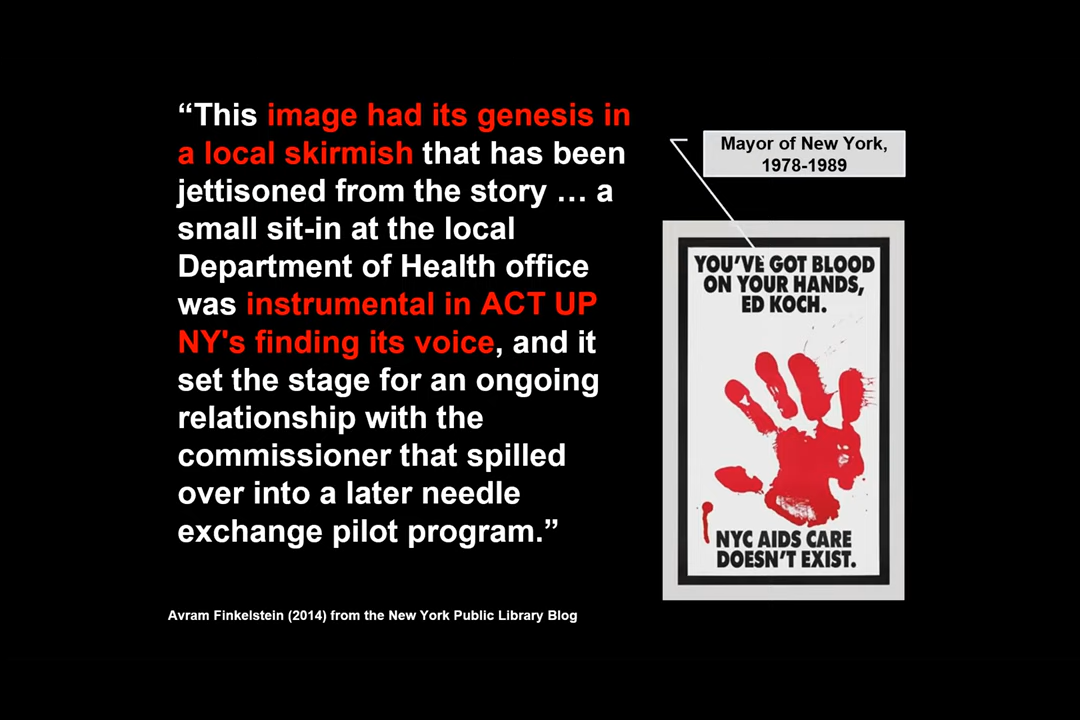 “This image had its genesis in
a local skirmish that has been
jettisoned from the story … a
small sit-in at the local
Department of Health office
was instrumental in ACT UP
NY's finding its voice, and it
set the stage for an ongoing
relationship with the
commissioner that spilled
over into a later needle
exchange pilot program.”
Avram Finkelstein (2014) from the New York Public Library Blog
Mayor of New York,
1978-1989
YOU’VE GOT BLOOD
ON YOUR HANDS,
ED KOCH.
NYC AIDS CARE
DOESN’T EXIST.